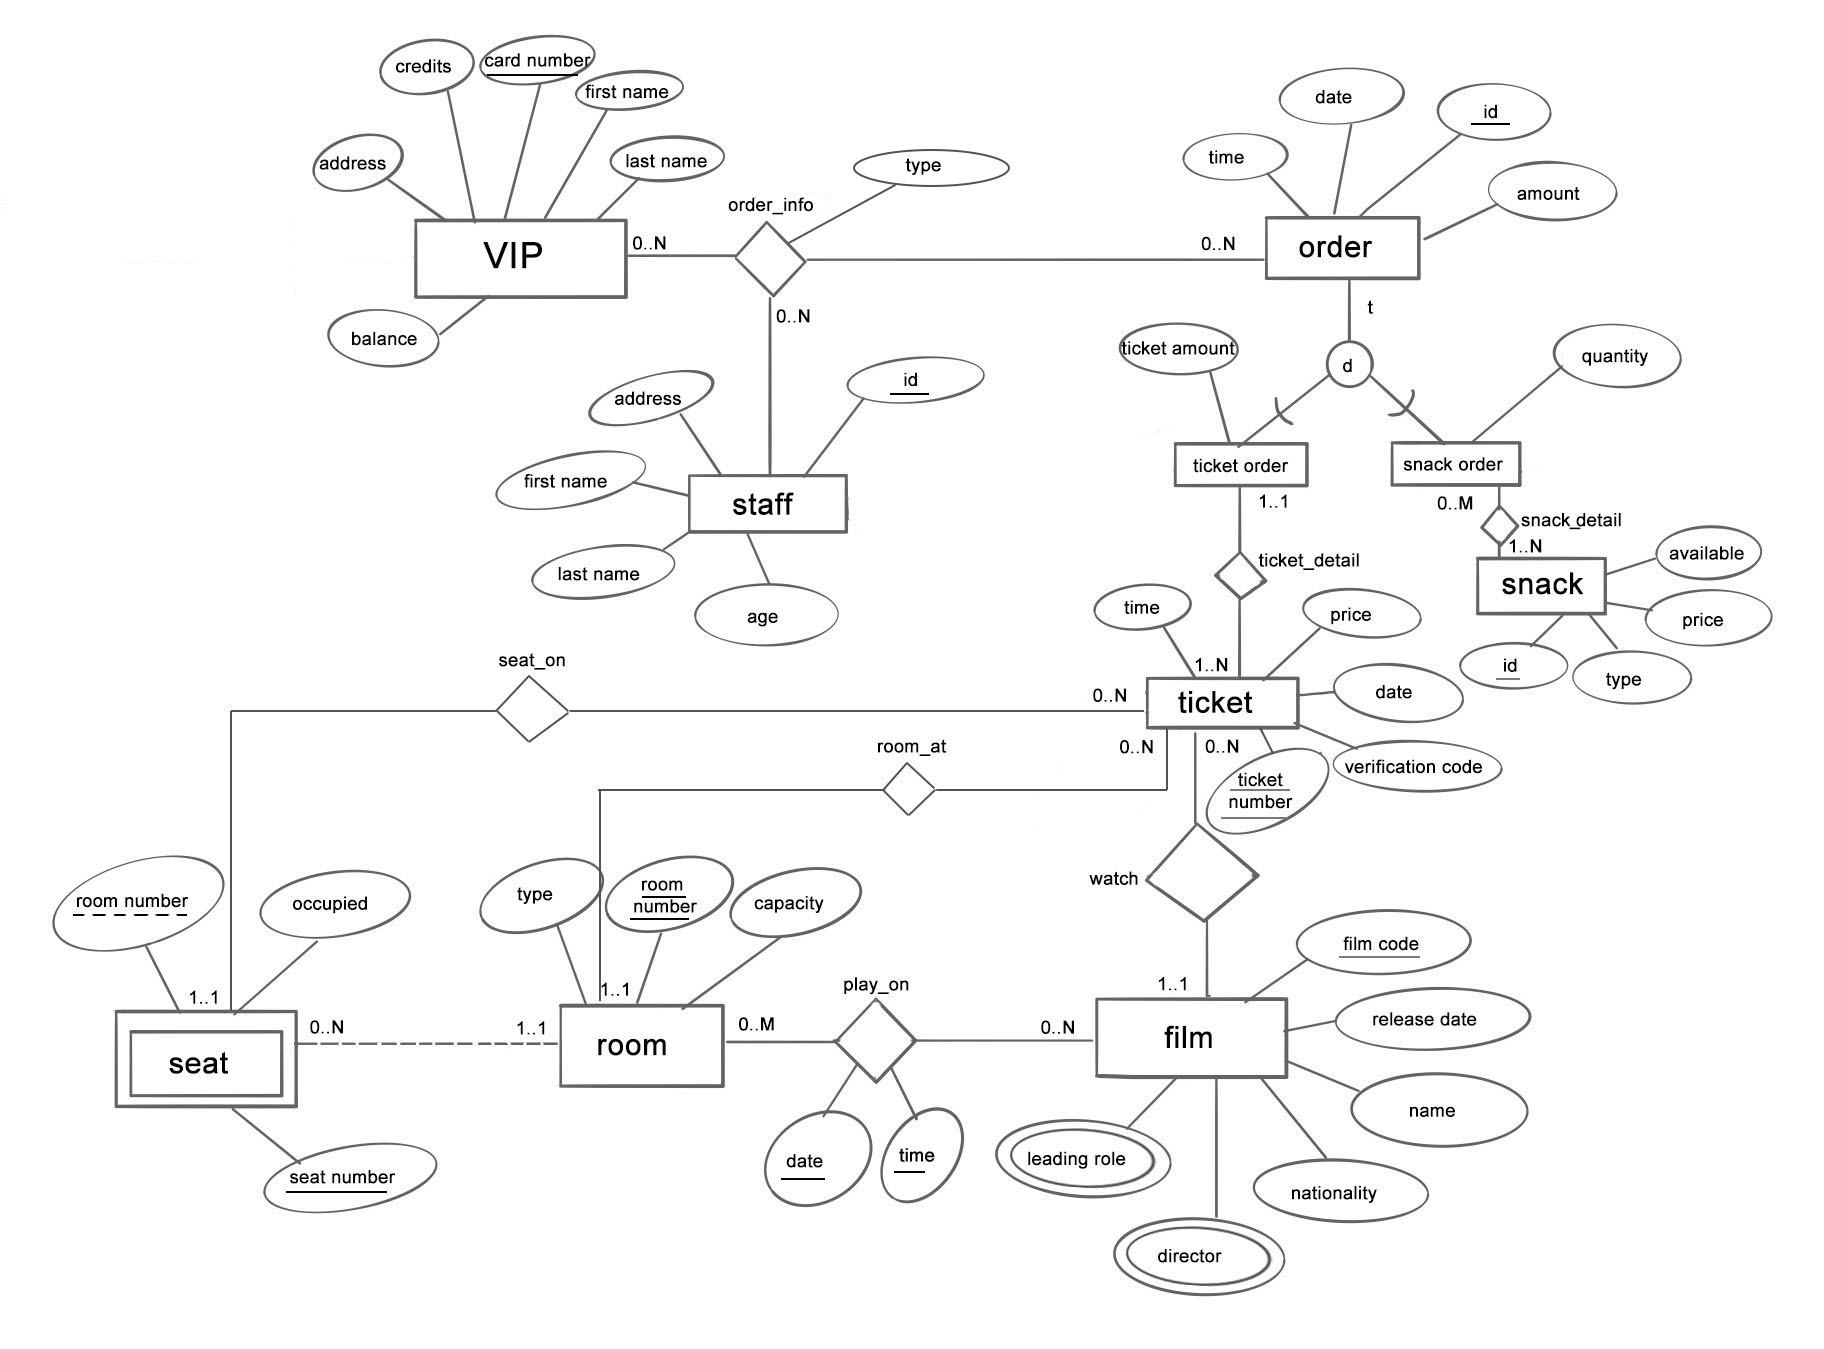 credits
card number
first name
address
last name
VIP
balance
order_info
type
0..N
0..N
0..N
date
id
time
amount
order
t
d
ticket amount
quantity
ticket order
snack order
1..1
0..M
snack_detail
1..N
ticket_detail
available
snack
price
id
type
address
id
first name
staff
last name
age
time
price
1..N
seat_on
0..N
ticket
date
room_at
0..N
0..N
verification code
ticket
number
watch
room number
occupied
type
room
number
capacity
1..1
1..1
seat
0..N
1..1
room
0..M
play_on
0..N
1..1
film
film code
release date
name
seat number
date
time
leading role
nationality
director